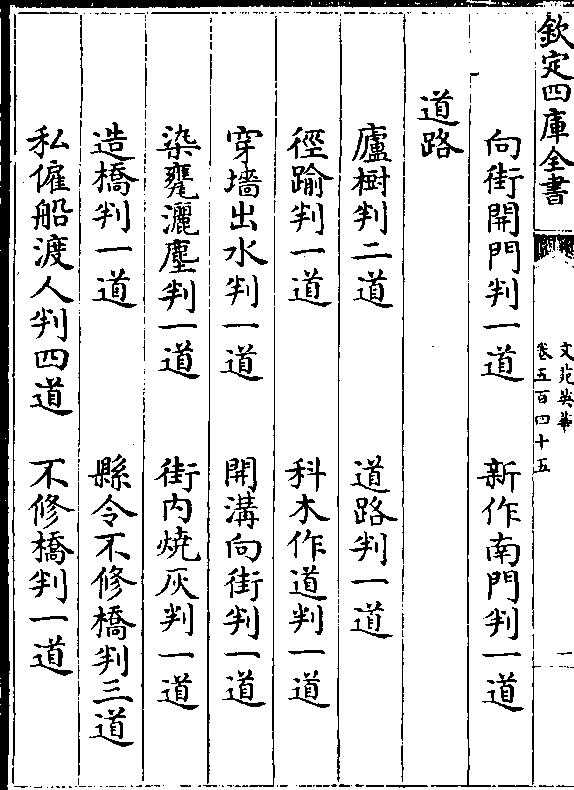 欽定四庫全書
文苑英華
卷五百四十五
一
向街開門判一道 新作南門判一道
道路
廬樹判二道 道路判一道
徑踰判一道 科木作道判一道
穿墻出水判一道 開溝向街判一道
染甕灑塵判一道 街内燒灰判一道
造橋判一道 縣令不修橋判三道
私僱船渡人判四道 不修橋判一道